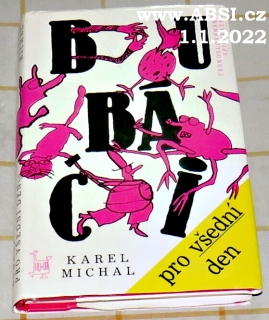 www.ABSI.cz
1.1.2022
BU
BÁ
CI
KAREL
MICHAL
pro všední
den